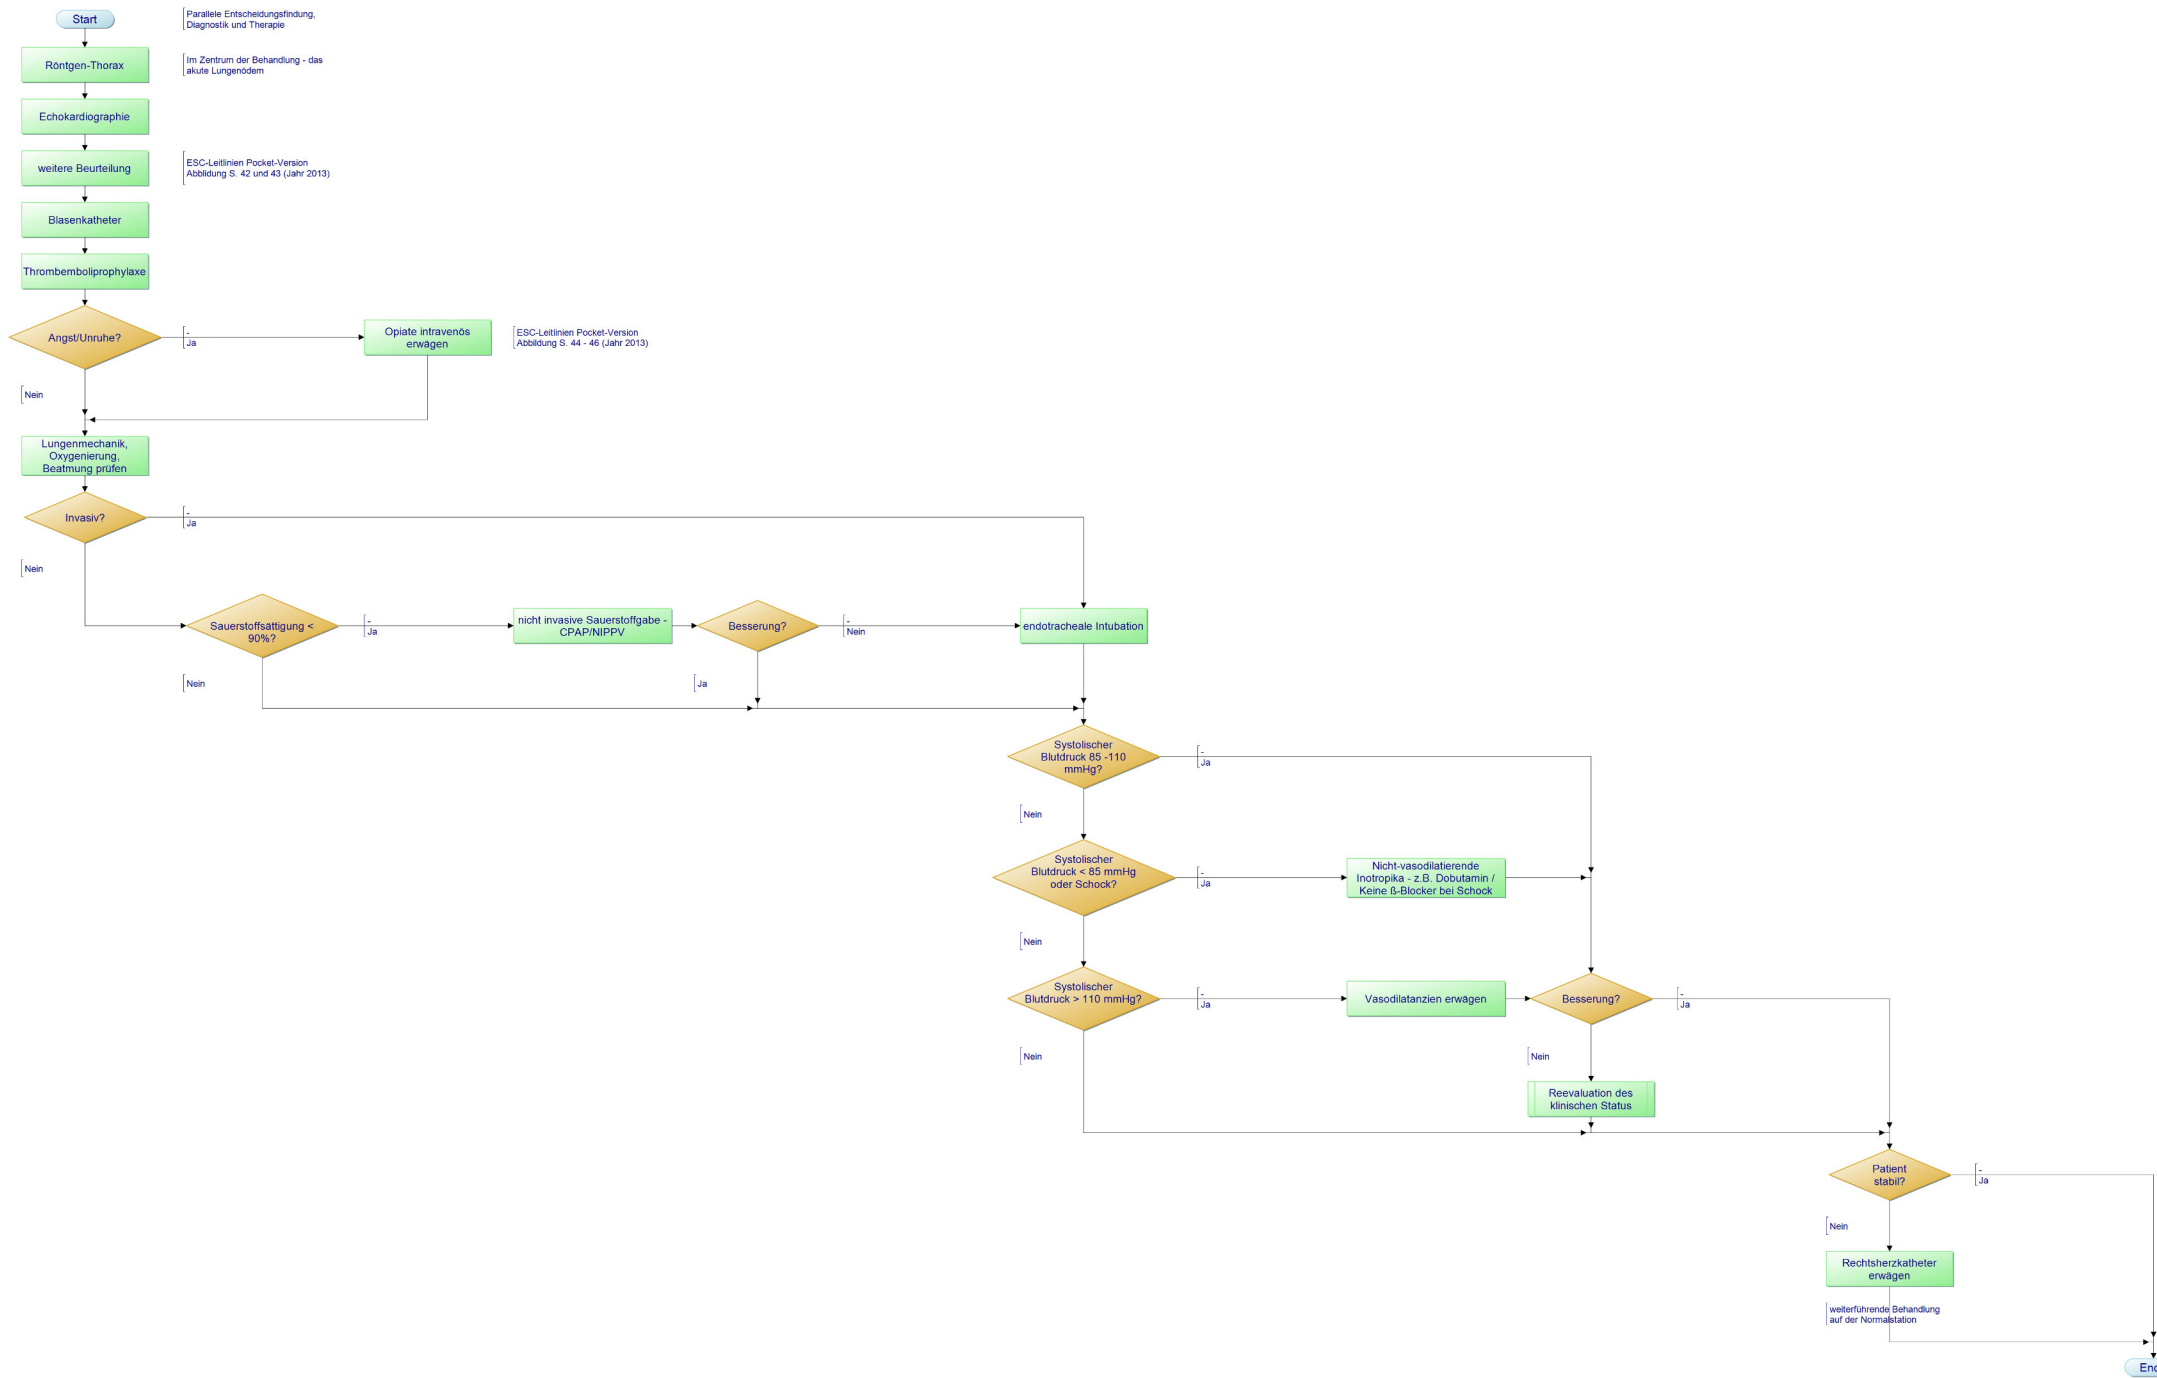 Start
Parallele Entscheidungsfindung,
Diagnostik und Therapie
Röntgen-Thorax
Im Zentrum der Behandlung - das
akute Lungenödem
Echokardiographie
weitere Beurteilung
ESC-Leitlinien Pocket-Version
Abblidung S. 42 und 43 (Jahr 2013)
Blasenkatheter
Thrombemboliprophylaxe
Angst/Unruhe?
-
Ja
Opiate intravenös
erwägen
ESC-Leitlinien Pocket-Version
Abbildung S. 44 - 46 (Jahr 2013)
Nein
Lungenmechanik,
Oxygenierung,
Beatmung prüfen
Invasiv?
-
Ja
Nein
Sauerstoffsättigung <
90%?
-
Ja
nicht invasive Sauerstoffgabe -
CPAP/NIPPV
Besserung?
-
Nein
endotracheale Intubation
Nein
Ja
Systolischer
Blutdruck 85 -110
mmHg?
-
Ja
Nein
Systolischer
Blutdruck < 85 mmHg
oder Schock?
-
Ja
Nicht-vasodilatierende
Inotropika - z.B. Dobutamin /
Keine ß-Blocker bei Schock
Nein
Systolischer
Blutdruck > 110 mmHg?
-
Ja
Vasodilatanzien erwägen
Besserung?
-
Ja
Nein
Nein
Reevaluation des
klinischen Status
Patient
stabil?
-
Ja
Nein
Rechtsherzkatheter
erwägen
weiterführende Behandlung
auf der Normalstation